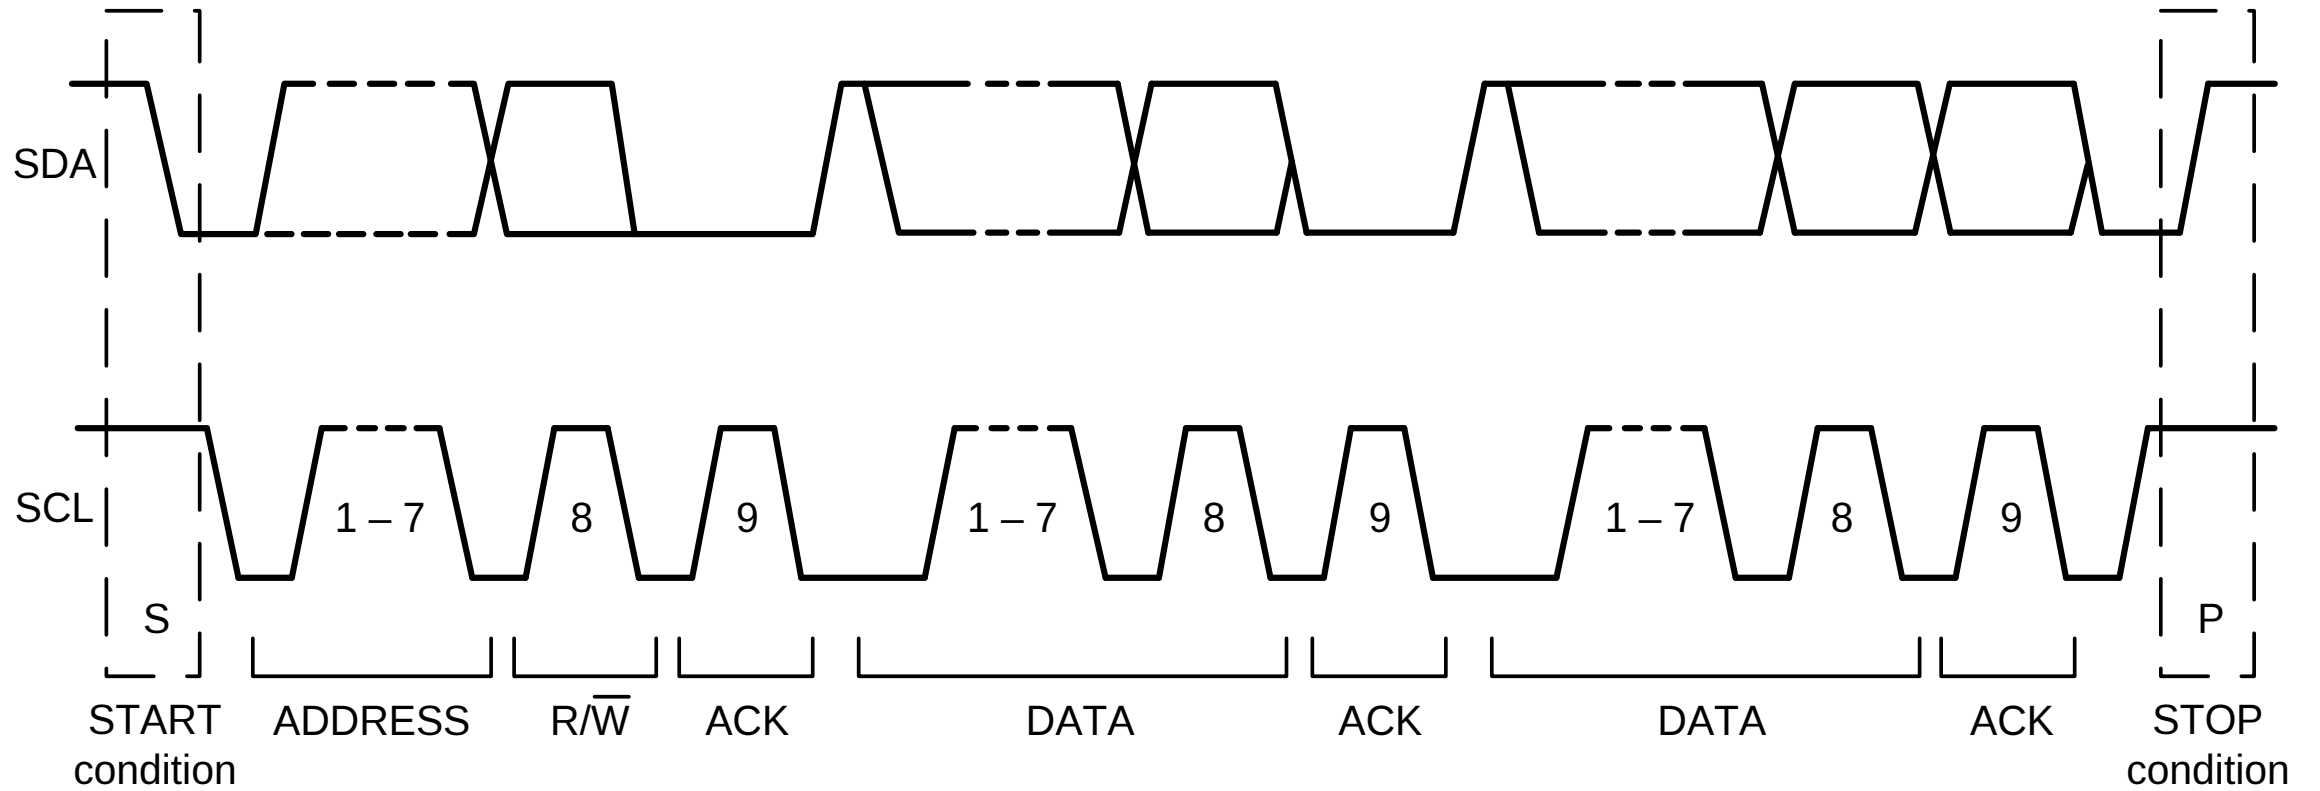 SDA
SCL
1 – 7
8
9
1 – 7
8
9
1 – 7
8
9
S
P
START
condition
ADDRESS
R/W̅
ACK
DATA
ACK
DATA
ACK
STOP
condition